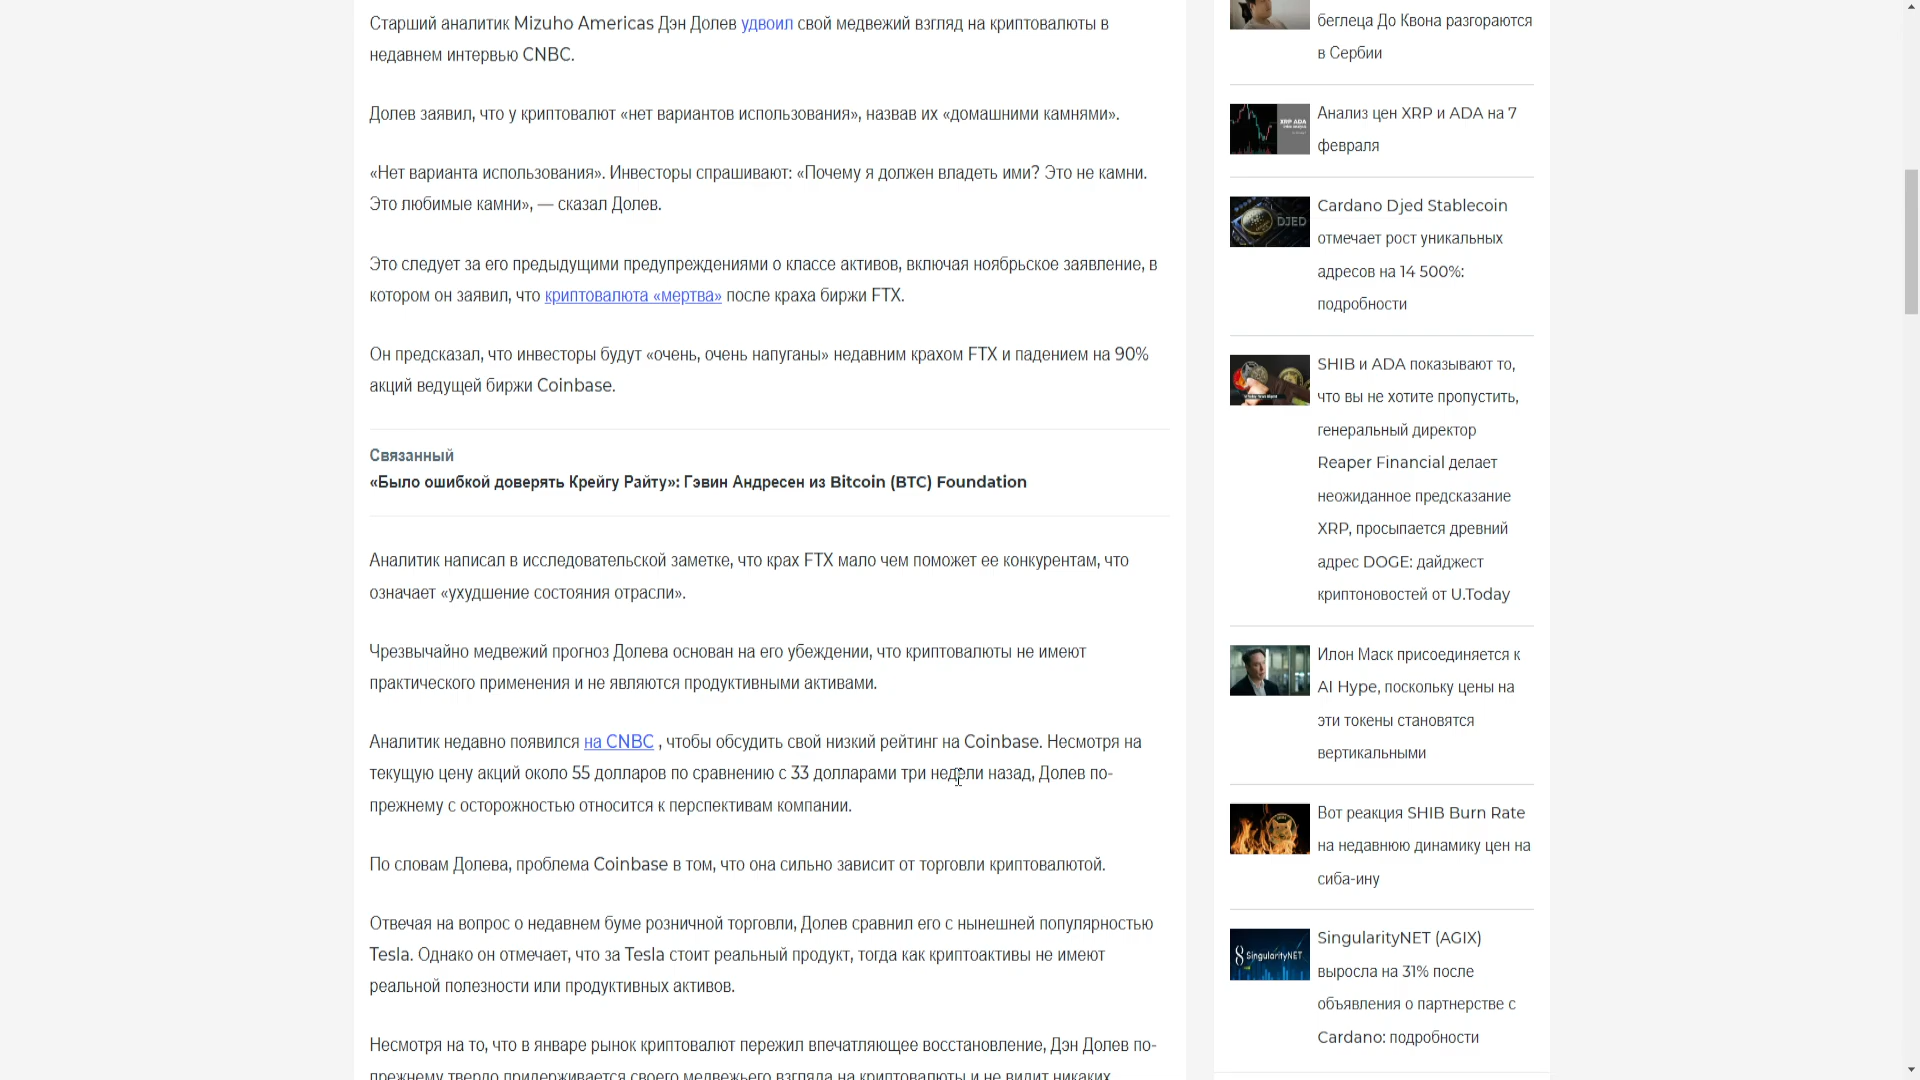 Старший аналитик Mizuho Americas Дэн Долев удвоил свой медвежий взгляд на криптовалюты в
недавнем интервью CNBC.
Долев заявил, что у криптовалют «нет вариантов использования», назвав их «домашними камнями».
«Нет варианта использования». Инвесторы спрашивают: «Почему я должен владеть ими? Это не камни.
Это любимые камни», — сказал Долев.
Это следует за его предыдущими предупреждениями о классе активов, включая ноябрьское заявление, в
котором он заявил, что криптовалюта «мертва» после краха биржи FTX.
Он предсказал, что инвесторы будут «очень, очень напуганы» недавним крахом FTX и падением на 90%
акций ведущей биржи Coinbase.
Связанный
«Было ошибкой доверять Крейгу Райту»: Гэвин Андресен из Bitcoin (BTC) Foundation
Аналитик написал в исследовательской заметке, что крах FTX мало чем поможет ее конкурентам, что
означает «ухудшение состояния отрасли».
Чрезвычайно медвежий прогноз Долева основан на его убеждении, что криптовалюты не имеют
практического применения и не являются продуктивными активами.
Аналитик недавно появился на CNBC , чтобы обсудить свой низкий рейтинг на Coinbase. Несмотря на
текущую цену акций около 55 долларов по сравнению с 33 долларами три недели назад, Долев по-
прежнему с осторожностью относится к перспективам компании.
По словам Долева, проблема Coinbase в том, что она сильно зависит от торговли криптовалютой.
Отвечая на вопрос о недавнем буме розничной торговли, Долев сравнил его с нынешней популярностью
Tesla. Однако он отмечает, что за Tesla стоит реальный продукт, тогда как криптоактивы не имеют
реальной полезности или продуктивных активов.
Несмотря на то, что в январе рынок криптовалют пережил впечатляющее восстановление, Дэн Долев по-
прежнему твердо придерживается своего медвежьего взгляда на криптовалюты и не видит никаких
беглеца До Квона разгораются
в Сербии
XRP ADA
Анализ цен XRP и ADA на 7
февраля
DJED
Cardano Djed Stablecoin
отмечает рост уникальных
адресов на 14 500%:
подробности
SHIB и ADA показывают то,
что вы не хотите пропустить,
генеральный директор
Reaper Financial делает
неожиданное предсказание
XRP, просыпается древний
адрес DOGE: дайджест
криптоновостей от U.Today
Илон Маск присоединяется к
AI Hype, поскольку цены на
эти токены становятся
вертикальными
Вот реакция SHIB Burn Rate
на недавнюю динамику цен на
сиба-ину
SingularityNET
SingularityNET (AGIX)
выросла на 31% после
объявления о партнерстве с
Cardano: подробности